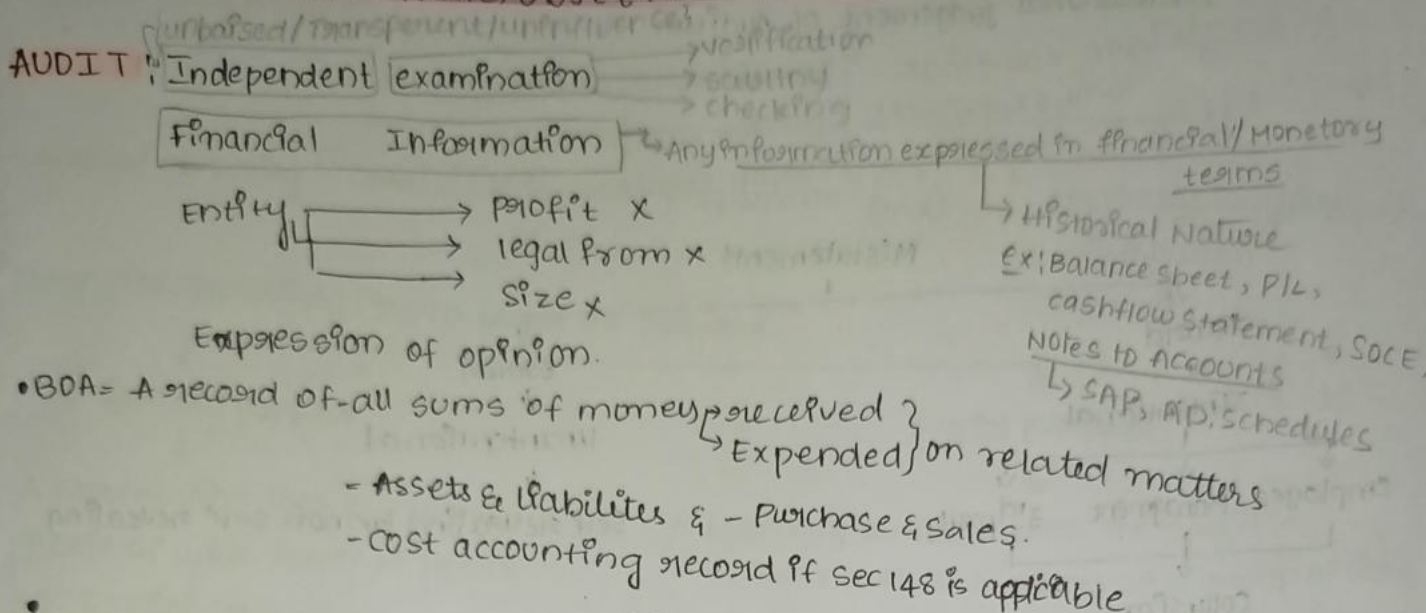 AUDIT : Independent examination
checking
Financial Information
Any information expressed in financial / Monetory
terms
Entity
Profit x
legal from x
size x
Historical Nature
Ex: Balance sheet, P/L,
cashflow statement, SOCE,
Notes to Accounts
SAP, AD. schedules
Expression of opinion.
• BOA = A record of all sums of money received
Expended } on related matters
- Assets & liabilites & - Purchase & Sales.
- cost accounting record if sec 148 is applicable